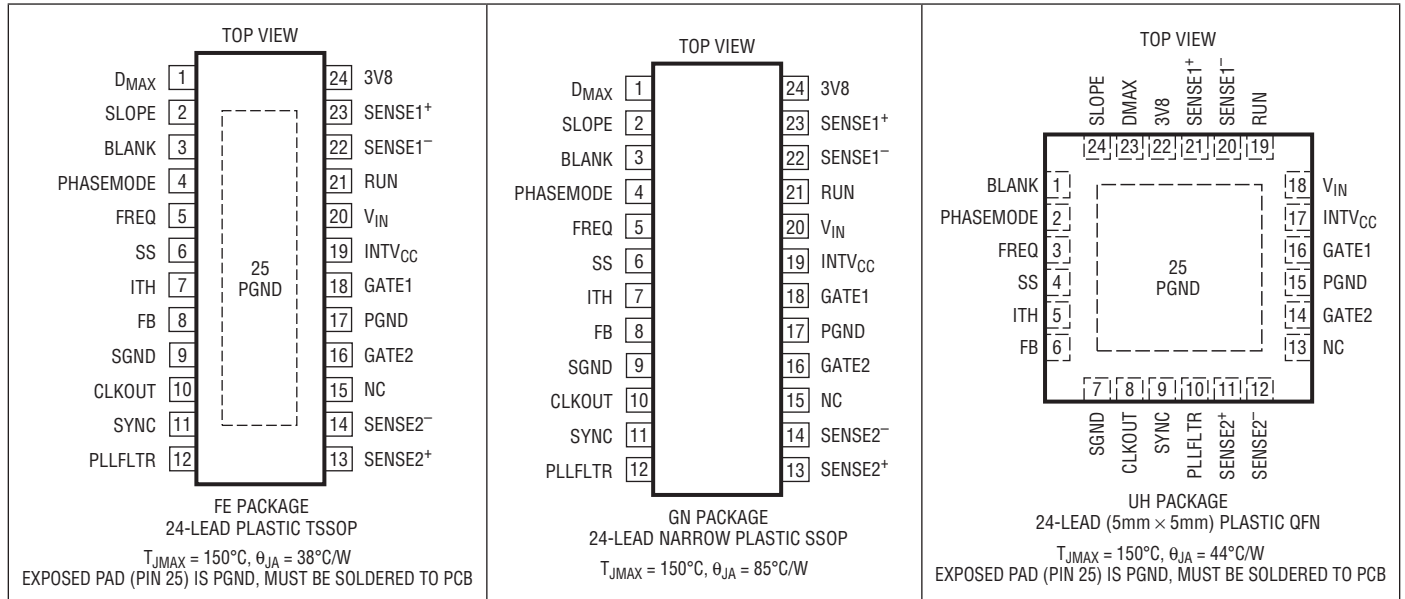 TOP VIEW
DMAX 1 24 3V8
SLOPE 2 23 SENSE1+
BLANK 3 22 SENSE1–
PHASEMODE 4 21 RUN
FREQ 5 20 VIN
SS 6 19 INTVCC
ITH 7 18 GATE1
FB 8 17 PGND
SGND 9 16 GATE2
CLKOUT 10 15 NC
SYNC 11 14 SENSE2–
PLLFLTR 12 13 SENSE2+
25
PGND
FE PACKAGE
24-LEAD PLASTIC TSSOP
TJMAX = 150°C, θJA = 38°C/W
EXPOSED PAD (PIN 25) IS PGND, MUST BE SOLDERED TO PCB
TOP VIEW
DMAX 1 24 3V8
SLOPE 2 23 SENSE1+
BLANK 3 22 SENSE1–
PHASEMODE 4 21 RUN
FREQ 5 20 VIN
SS 6 19 INTVCC
ITH 7 18 GATE1
FB 8 17 PGND
SGND 9 16 GATE2
CLKOUT 10 15 NC
SYNC 11 14 SENSE2–
PLLFLTR 12 13 SENSE2+
GN PACKAGE
24-LEAD NARROW PLASTIC SSOP
TJMAX = 150°C, θJA = 85°C/W
TOP VIEW
SLOPE
DMAX
3V8
SENSE1+
SENSE1–
RUN
24 23 22 21 20 19
BLANK 1 18 VIN
PHASEMODE 2 17 INTVCC
FREQ 3 16 GATE1
SS 4 15 PGND
ITH 5 14 GATE2
FB 6 13 NC
25
PGND
7 8 9 10 11 12
SGND
CLKOUT
SYNC
PLLFLTR
SENSE2+
SENSE2–
UH PACKAGE
24-LEAD (5mm × 5mm) PLASTIC QFN
TJMAX = 150°C, θJA = 44°C/W
EXPOSED PAD (PIN 25) IS PGND, MUST BE SOLDERED TO PCB